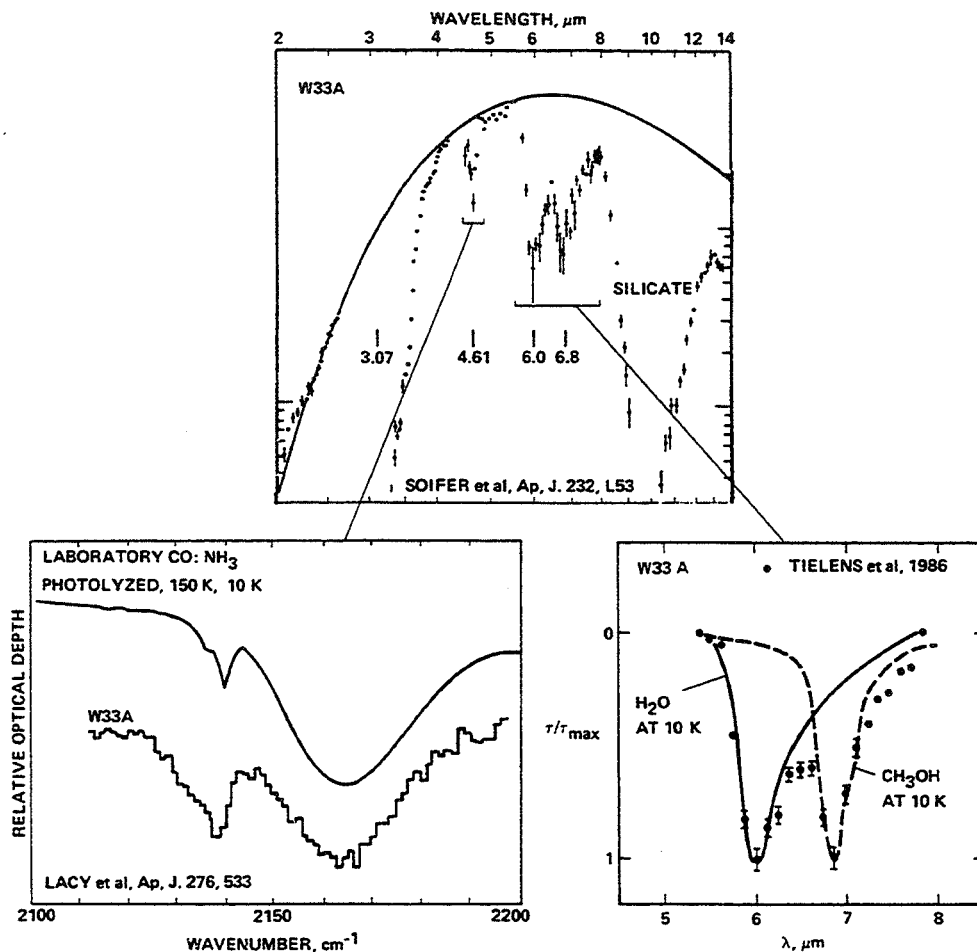 WAVELENGTH, μm
2 3 4 5 6 7 8 10 12 14
W33A
SILICATE
3.07 4.61 6.0 6.8
SOIFER et al, Ap, J. 232, L53
LABORATORY CO: NH₃
PHOTOLYZED, 150 K, 10 K
RELATIVE OPTICAL DEPTH
W33A
LACY et al, Ap, J. 276, 533
2100 2150 2200
WAVENUMBER, cm⁻¹
W33 A • TIELENS et al, 1986
0
H₂O
AT 10 K
τ/τmax
CH₃OH
AT 10 K
1
5 6 7 8
λ, μm